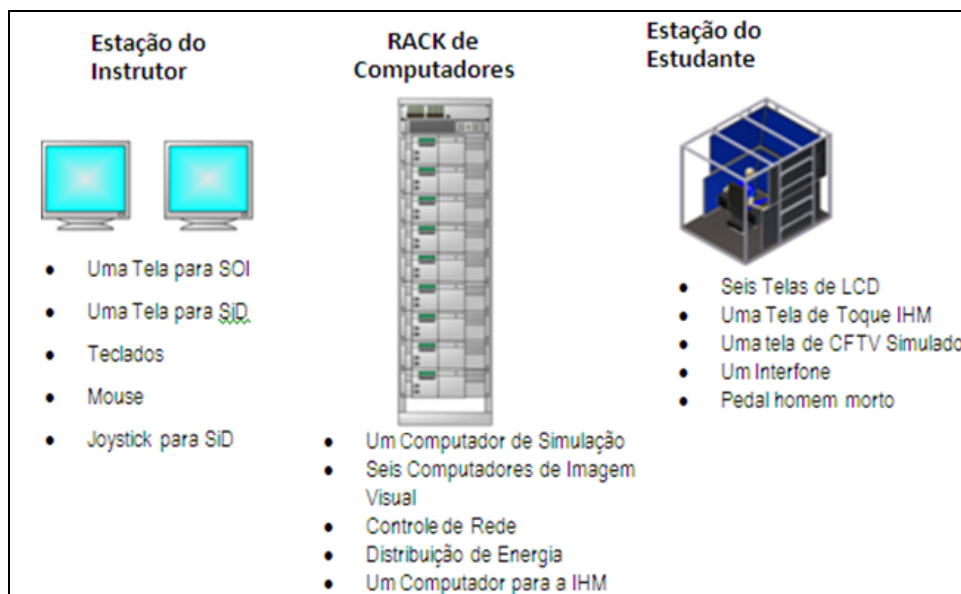 Estação do
Instrutor
• Uma Tela para SOI
• Uma Tela para SiD
• Teclados
• Mouse
• Joystick para SiD
RACK de
Computadores
• Um Computador de Simulação
• Seis Computadores de Imagem
Visual
• Controle de Rede
• Distribuição de Energia
• Um Computador para a IHM
Estação do
Estudante
• Seis Telas de LCD
• Uma Tela de Toque IHM
• Uma tela de CFTV Simulado
• Um Interfone
• Pedal homem morto